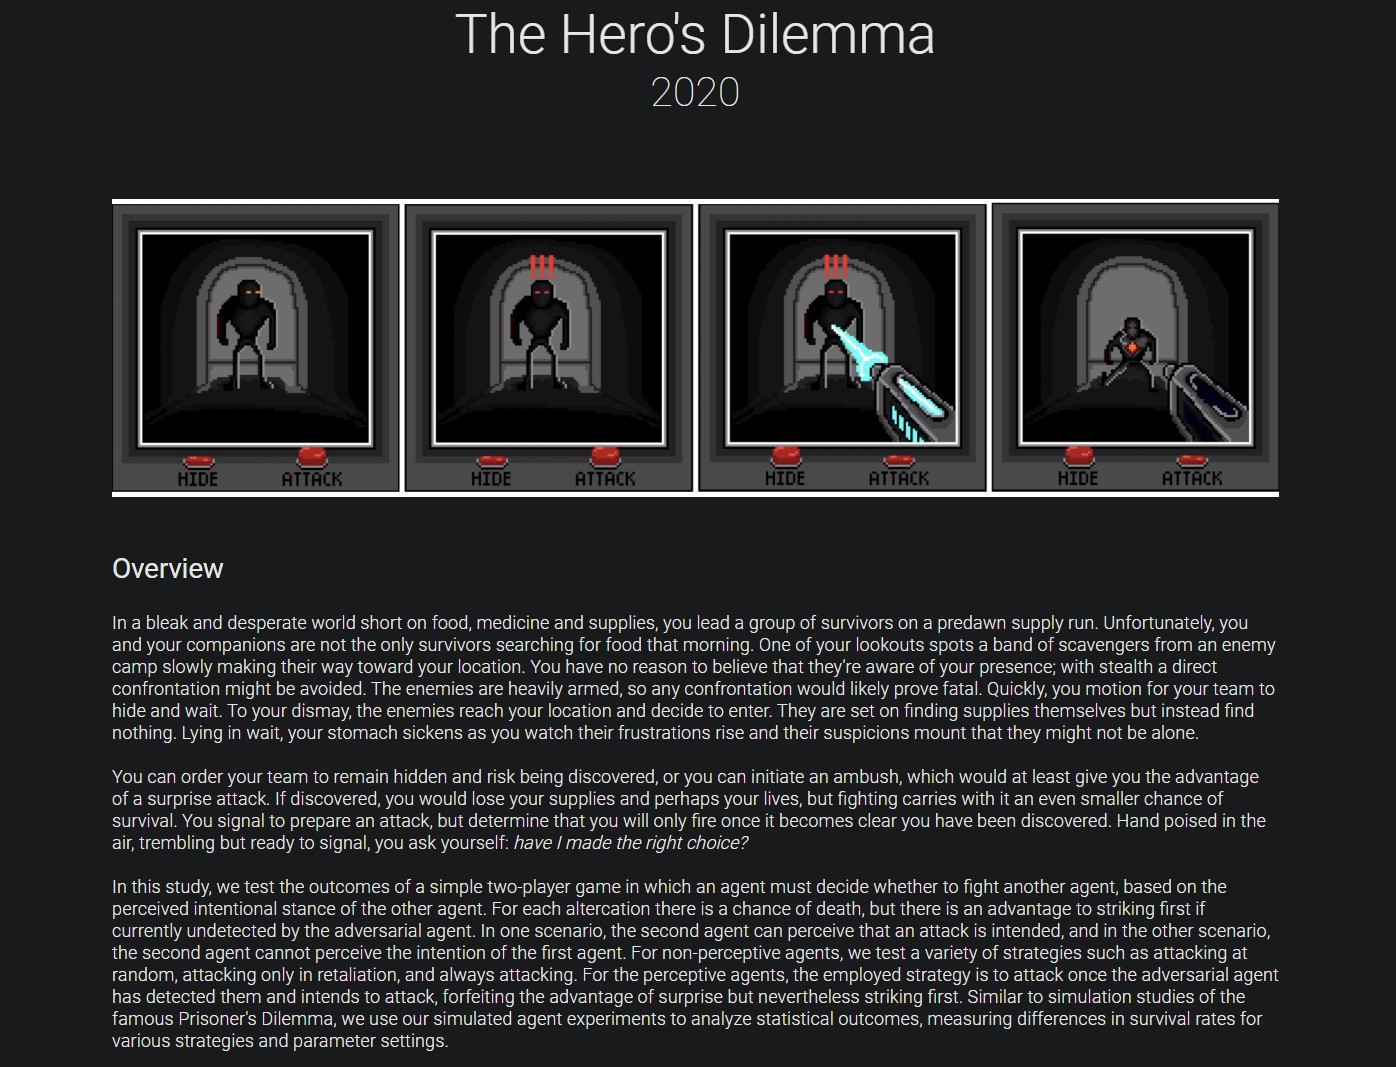 The Hero's Dilemma
2020
!!!
!!!
HIDE
ATTACK
HIDE
ATTACK
HIDE
ATTACK
HIDE
ATTACK
Overview
In a bleak and desperate world short on food, medicine and supplies, you lead a group of survivors on a predawn supply run. Unfortunately, you
and your companions are not the only survivors searching for food that morning. One of your lookouts spots a band of scavengers from an enemy
camp slowly making their way toward your location. You have no reason to believe that they're aware of your presence; with stealth a direct
confrontation might be avoided. The enemies are heavily armed, so any confrontation would likely prove fatal. Quickly, you motion for your team to
hide and wait. To your dismay, the enemies reach your location and decide to enter. They are set on finding supplies themselves but instead find
nothing. Lying in wait, your stomach sickens as you watch their frustrations rise and their suspicions mount that they might not be alone.
You can order your team to remain hidden and risk being discovered, or you can initiate an ambush, which would at least give you the advantage
of a surprise attack. If discovered, you would lose your supplies and perhaps your lives, but fighting carries with it an even smaller chance of
survival. You signal to prepare an attack, but determine that you will only fire once it becomes clear you have been discovered. Hand poised in the
air, trembling but ready to signal, you ask yourself: have I made the right choice?
In this study, we test the outcomes of a simple two-player game in which an agent must decide whether to fight another agent, based on the
perceived intentional stance of the other agent. For each altercation there is a chance of death, but there is an advantage to striking first if
currently undetected by the adversarial agent. In one scenario, the second agent can perceive that an attack is intended, and in the other scenario,
the second agent cannot perceive the intention of the first agent. For non-perceptive agents, we test a variety of strategies such as attacking at
random, attacking only in retaliation, and always attacking. For the perceptive agents, the employed strategy is to attack once the adversarial agent
has detected them and intends to attack, forfeiting the advantage of surprise but nevertheless striking first. Similar to simulation studies of the
famous Prisoner's Dilemma, we use our simulated agent experiments to analyze statistical outcomes, measuring differences in survival rates for
various strategies and parameter settings.